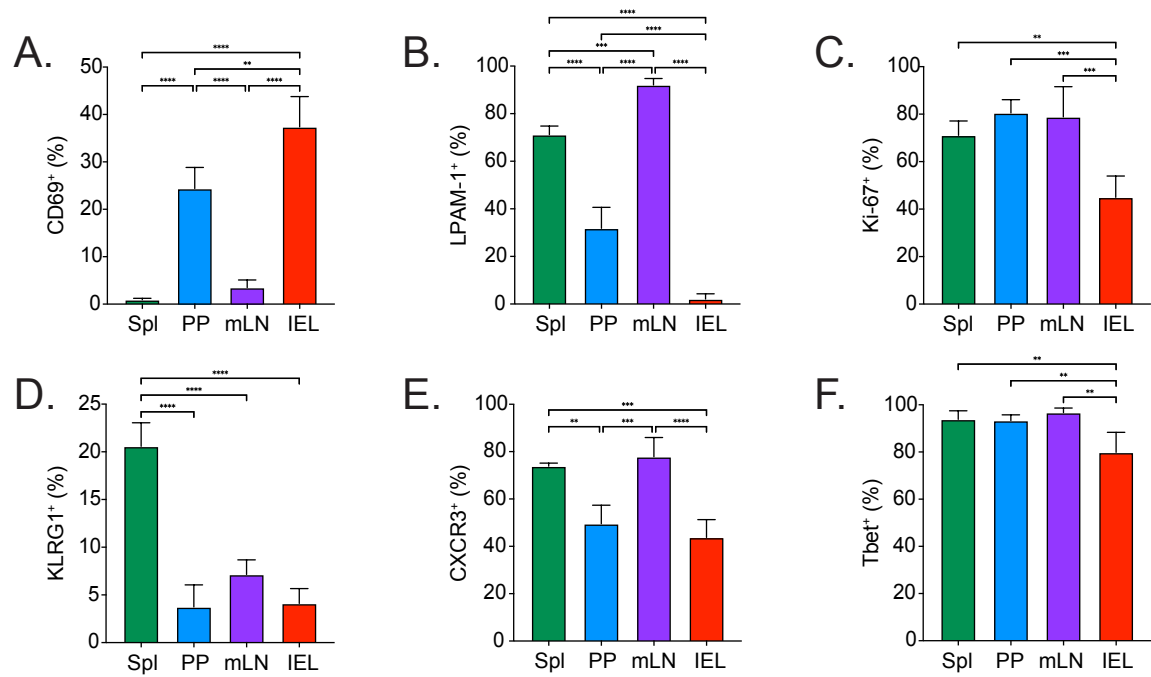 A.
****
**
**** **** ****
50
40
30
20
10
0
CD69⁺ (%)
Spl PP mLN IEL
B.
****
****
***
**** **** ****
100
80
60
40
20
0
LPAM-1⁺ (%)
Spl PP mLN IEL
C.
**
***
***
100
80
60
40
20
0
Ki-67⁺ (%)
Spl PP mLN IEL
D.
****
****
****
25
20
15
10
5
0
KLRG1⁺ (%)
Spl PP mLN IEL
E.
***
** *** ****
100
80
60
40
20
0
CXCR3⁺ (%)
Spl PP mLN IEL
F.
**
**
**
100
80
60
40
20
0
Tbet⁺ (%)
Spl PP mLN IEL